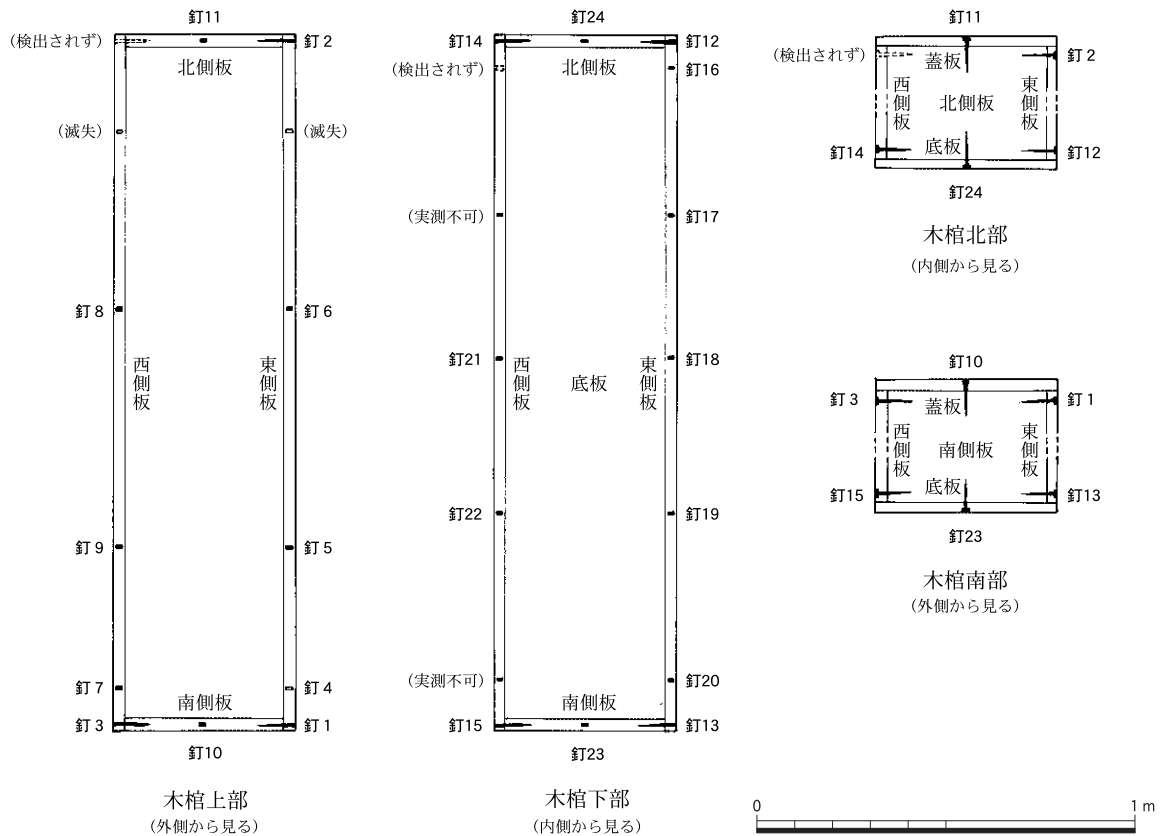 釘11
（検出されず）
釘 2
北側板
（滅失）
（滅失）
釘 8
釘 6
西側板
東側板
釘 9
釘 5
釘 7
釘 4
南側板
釘 3
釘 1
釘10
木棺上部
（外側から見る）
釘24
釘14
釘12
（検出されず）
北側板
釘16
（実測不可）
釘17
釘21
釘18
西側板
底板
東側板
釘22
釘19
（実測不可）
釘20
南側板
釘15
釘13
釘23
木棺下部
（内側から見る）
釘11
（検出されず）
釘 2
蓋板
西側板
北側板
東側板
底板
釘14
釘12
釘24
木棺北部
（内側から見る）
釘10
釘 3
釘 1
蓋板
西側板
南側板
東側板
底板
釘15
釘13
釘23
木棺南部
（外側から見る）
0
1 m